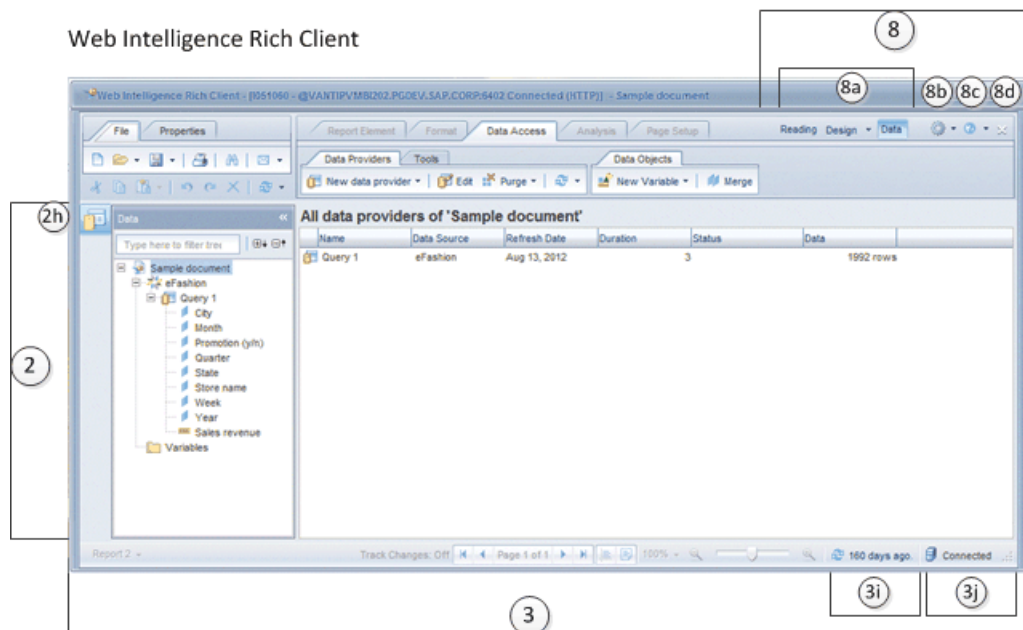 8
Web Intelligence Rich Client
8a
8b
8c
8d
Web Intelligence Rich Client - [I051060 - @VANTIPVMBI202.PGDEV.SAP.CORP:6402 Connected (HTTP)] - Sample document
File Properties
Report Element Format Data Access Analysis Page Setup
Reading Design Data
Data Providers Tools
Data Objects
New data provider Edit Purge
New Variable Merge
2h
Data
All data providers of 'Sample document'
Type here to filter tree
Name Data Source Refresh Date Duration Status Data
Query 1 eFashion Aug 13, 2012 3 1992 rows
Sample document
eFashion
Query 1
City
Month
Promotion (y/n)
Quarter
State
Store name
Week
Year
Sales revenue
Variables
2
Report 2
Track Changes: Off
Page 1 of 1
100%
160 days ago.
Connected
3i
3j
3